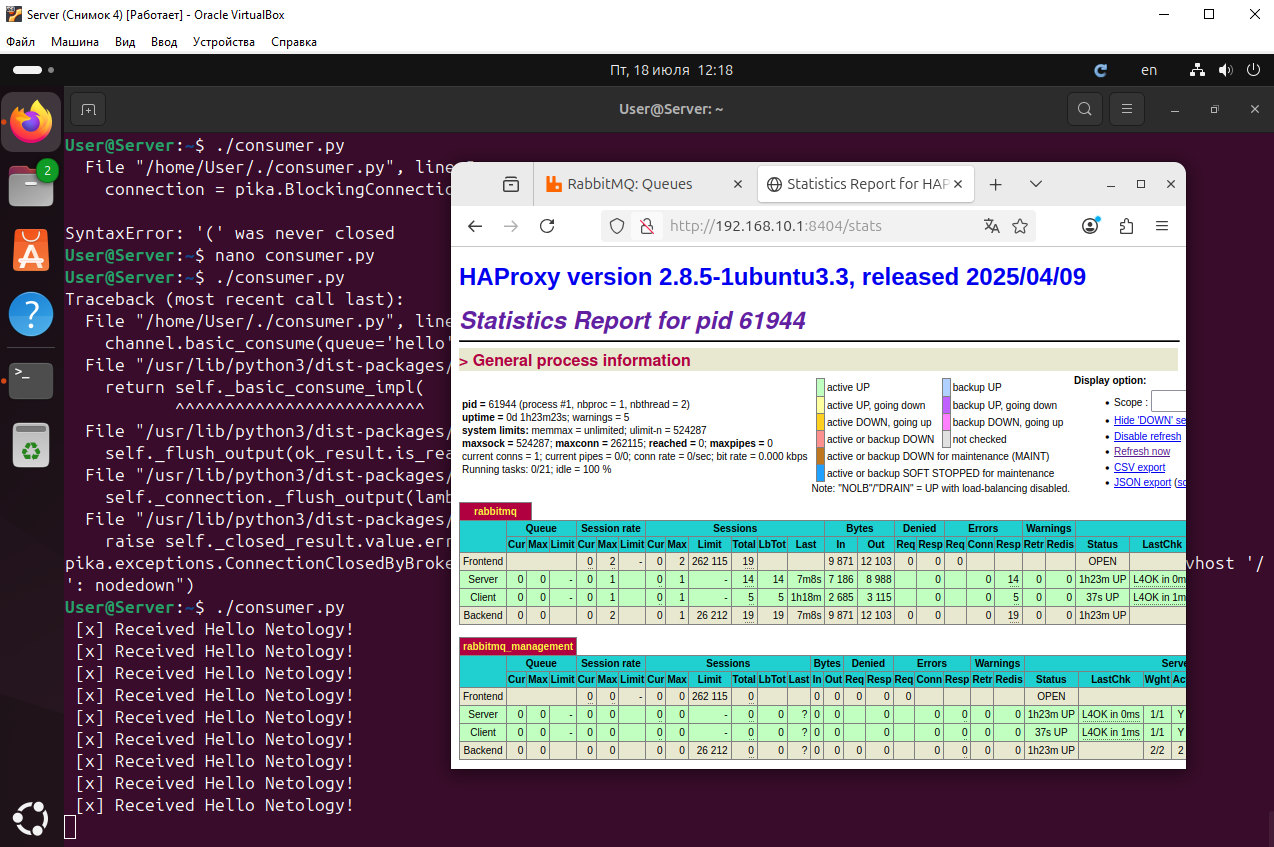 Server (Снимок 4) [Работает] - Oracle VirtualBox
Файл Машина Вид Ввод Устройства Справка
Пт, 18 июля 12:18
en
User@Server: ~
2
User@Server:~$ ./consumer.py
File "/home/User/./consumer.py", line
connection = pika.BlockingConnectio
SyntaxError: '(' was never closed
User@Server:~$ nano consumer.py
User@Server:~$ ./consumer.py
Traceback (most recent call last):
File "/home/User/./consumer.py", line
channel.basic_consume(queue='hello'
File "/usr/lib/python3/dist-packages/
return self._basic_consume_impl(
^^^^^^^^^^^^^^^^^^^^^^^^^
File "/usr/lib/python3/dist-packages/
self._flush_output(ok_result.is_rea
File "/usr/lib/python3/dist-packages/
self._connection._flush_output(lamb
File "/usr/lib/python3/dist-packages/
raise self._closed_result.value.err
pika.exceptions.ConnectionClosedByBroke vhost '/
': nodedown")
User@Server:~$ ./consumer.py
[x] Received Hello Netology!
[x] Received Hello Netology!
[x] Received Hello Netology!
[x] Received Hello Netology!
[x] Received Hello Netology!
[x] Received Hello Netology!
[x] Received Hello Netology!
[x] Received Hello Netology!
[x] Received Hello Netology!
RabbitMQ: Queues
Statistics Report for HAP
http://192.168.10.1:8404/stats
HAProxy version 2.8.5-1ubuntu3.3, released 2025/04/09
Statistics Report for pid 61944
> General process information
pid = 61944 (process #1, nbproc = 1, nbthread = 2)
uptime = 0d 1h23m23s; warnings = 5
system limits: memmax = unlimited; ulimit-n = 524287
maxsock = 524287; maxconn = 262115; reached = 0; maxpipes = 0
current conns = 1; current pipes = 0/0; conn rate = 0/sec; bit rate = 0.000 kbps
Running tasks: 0/21; idle = 100 %
active UP backup UP
active UP, going down backup UP, going down
active DOWN, going up backup DOWN, going up
active or backup DOWN not checked
active or backup DOWN for maintenance (MAINT)
active or backup SOFT STOPPED for maintenance
Note: "NOLB"/"DRAIN" = UP with load-balancing disabled.
Display option:
Scope :
Hide 'DOWN' se
Disable refresh
Refresh now
CSV export
JSON export (sc
rabbitmq
Queue Session rate Sessions Bytes Denied Errors Warnings
Cur Max Limit Cur Max Limit Cur Max Limit Total LbTot Last In Out Req Resp Req Conn Resp Retr Redis Status LastChk
Frontend 0 2 - 0 2 262 115 19 9 871 12 103 0 0 0 OPEN
Server 0 0 - 0 1 0 1 - 14 14 7m8s 7 186 8 988 0 0 14 0 0 1h23m UP L4OK in 0m
Client 0 0 - 0 1 0 1 - 5 5 1h18m 2 685 3 115 0 0 5 0 0 37s UP L4OK in 1m
Backend 0 0 0 2 0 1 26 212 19 19 7m8s 9 871 12 103 0 0 0 19 0 0 1h23m UP
rabbitmq_management
Queue Session rate Sessions Bytes Denied Errors Warnings Serve
Cur Max Limit Cur Max Limit Cur Max Limit Total LbTot Last In Out Req Resp Req Conn Resp Retr Redis Status LastChk Wght Ac
Frontend 0 0 - 0 0 262 115 0 0 0 0 0 0 OPEN
Server 0 0 - 0 0 0 0 - 0 0 ? 0 0 0 0 0 0 0 1h23m UP L4OK in 0ms 1/1 Y
Client 0 0 - 0 0 0 0 - 0 0 ? 0 0 0 0 0 0 0 37s UP L4OK in 1ms 1/1 Y
Backend 0 0 0 0 0 0 26 212 0 0 ? 0 0 0 0 0 0 0 0 1h23m UP 2/2 2